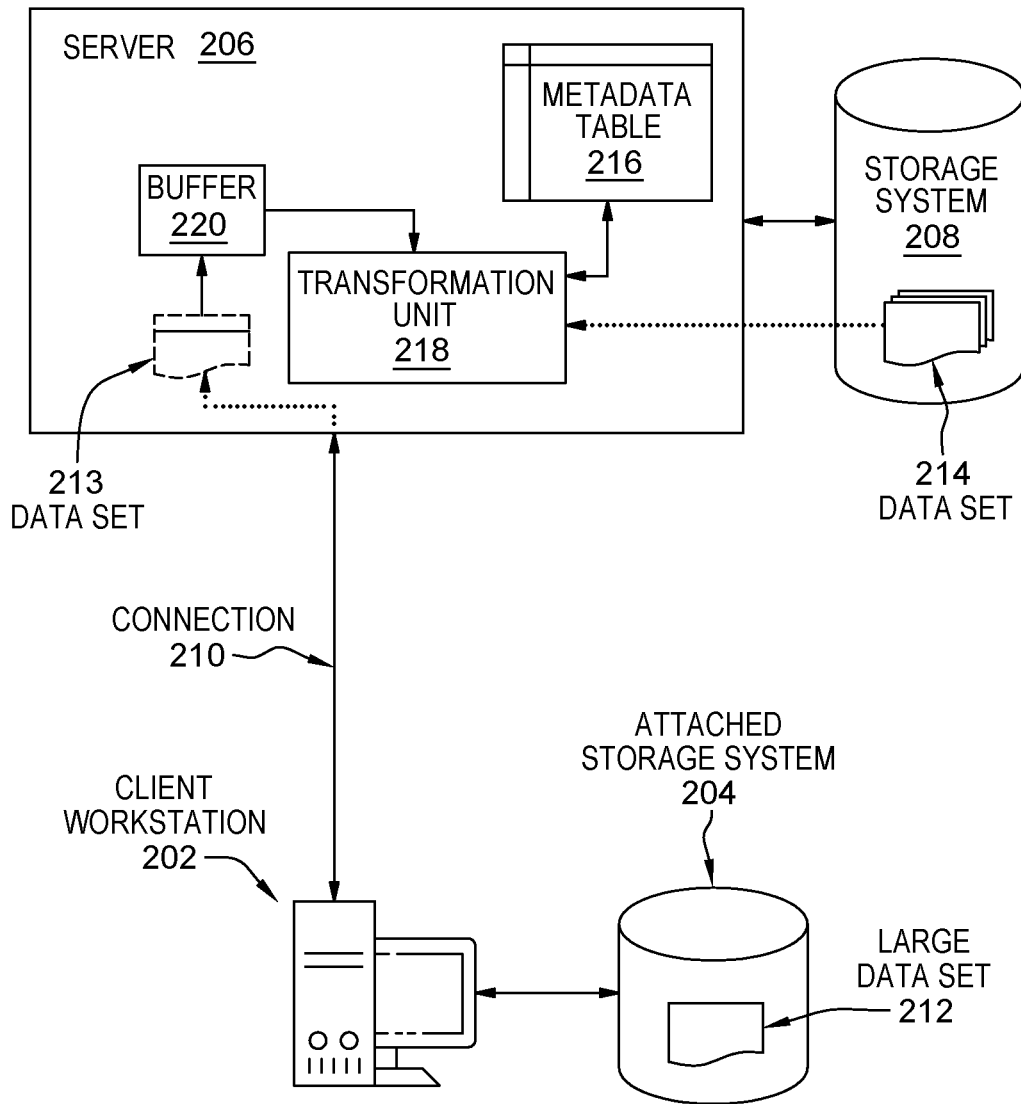 SERVER 206
METADATA
TABLE
216
BUFFER
220
STORAGE
SYSTEM
208
TRANSFORMATION
UNIT
218
213
DATA SET
214
DATA SET
CONNECTION
210
ATTACHED
STORAGE SYSTEM
204
CLIENT
WORKSTATION
202
LARGE
DATA SET
212